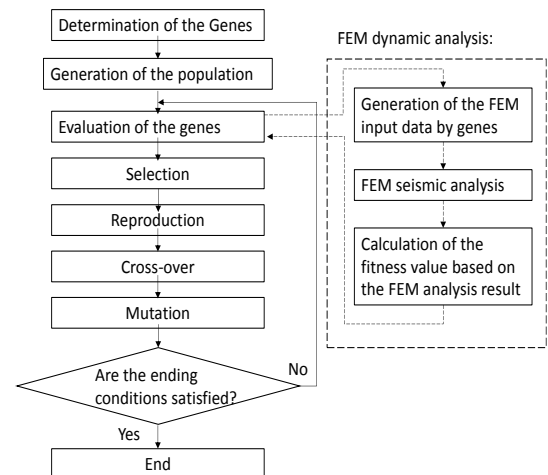 Determination of the Genes
Generation of the population
Evaluation of the genes
Selection
Reproduction
Cross-over
Mutation
Are the ending
conditions satisfied?
No
Yes
End
FEM dynamic analysis:
Generation of the FEM
input data by genes
FEM seismic analysis
Calculation of the
fitness value based on
the FEM analysis result